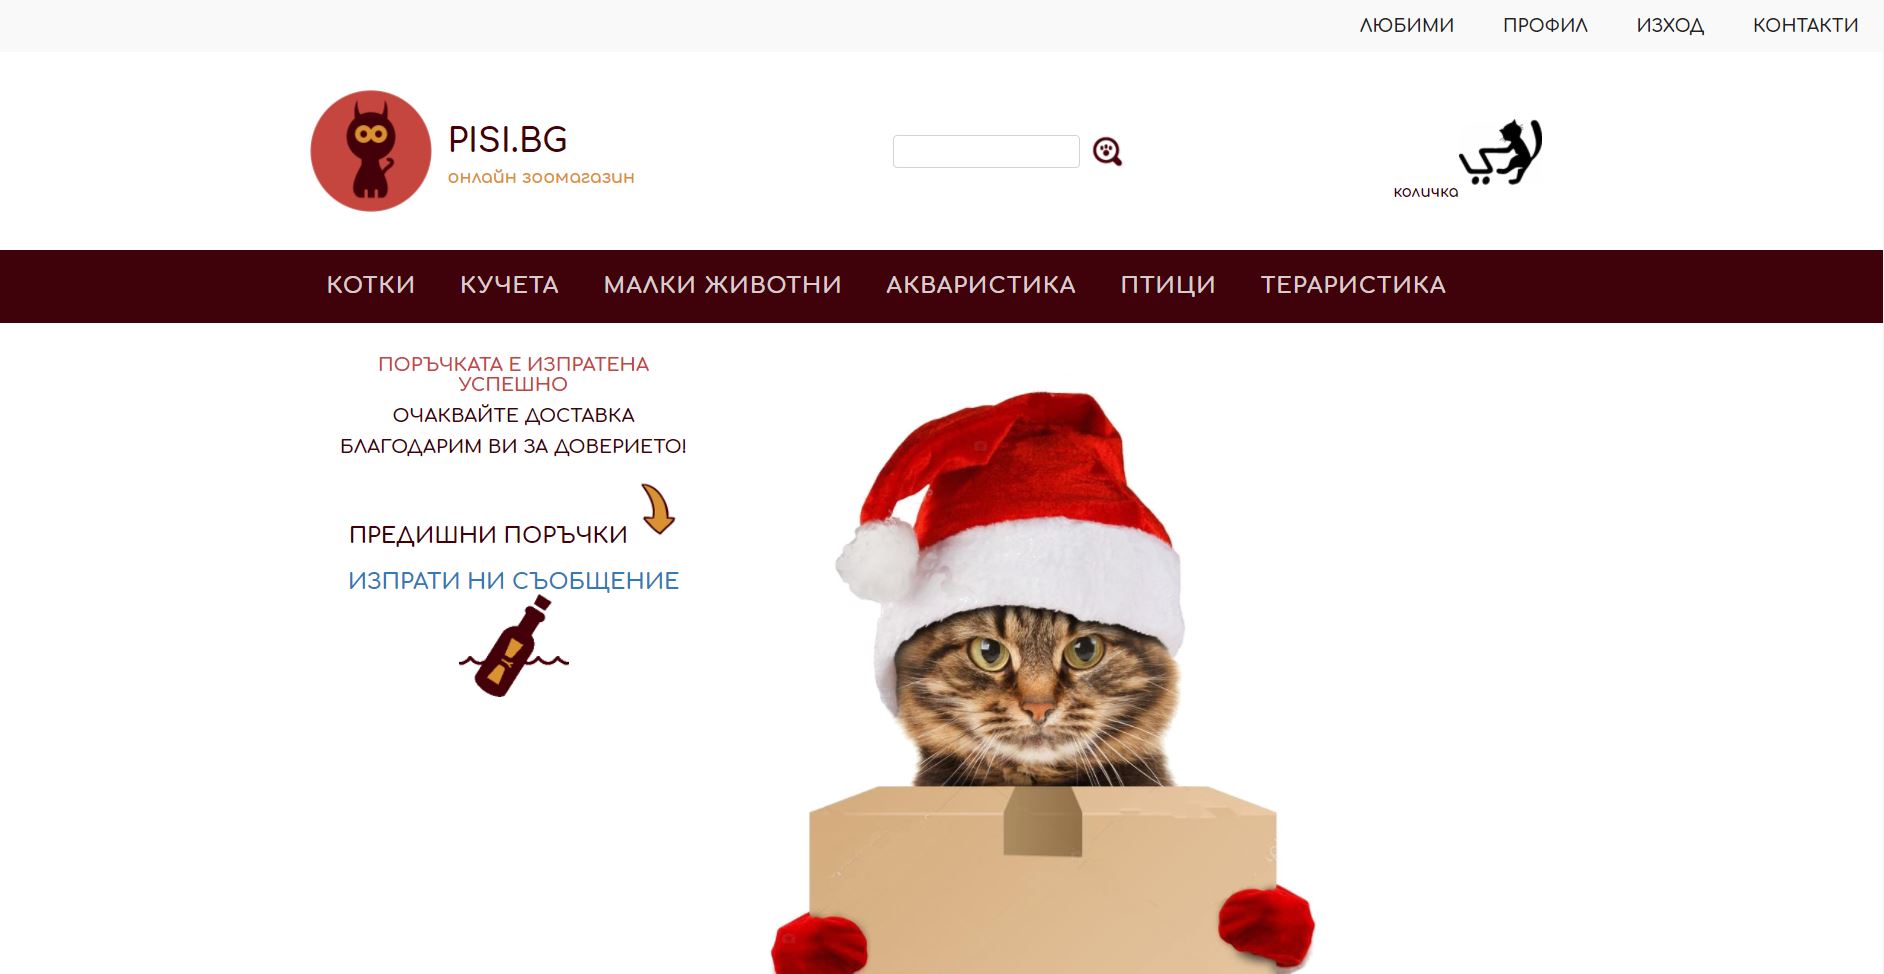 ЛЮБИМИ ПРОФИЛ ИЗХОД КОНТАКТИ
PISI.BG
онлайн зоомагазин
количка
КОТКИ КУЧЕТА МАЛКИ ЖИВОТНИ АКВАРИСТИКА ПТИЦИ ТЕРАРИСТИКА
ПОРЪЧКАТА Е ИЗПРАТЕНА
УСПЕШНО
ОЧАКВАЙТЕ ДОСТАВКА
БЛАГОДАРИМ ВИ ЗА ДОВЕРИЕТО!
ПРЕДИШНИ ПОРЪЧКИ
ИЗПРАТИ НИ СЪОБЩЕНИЕ